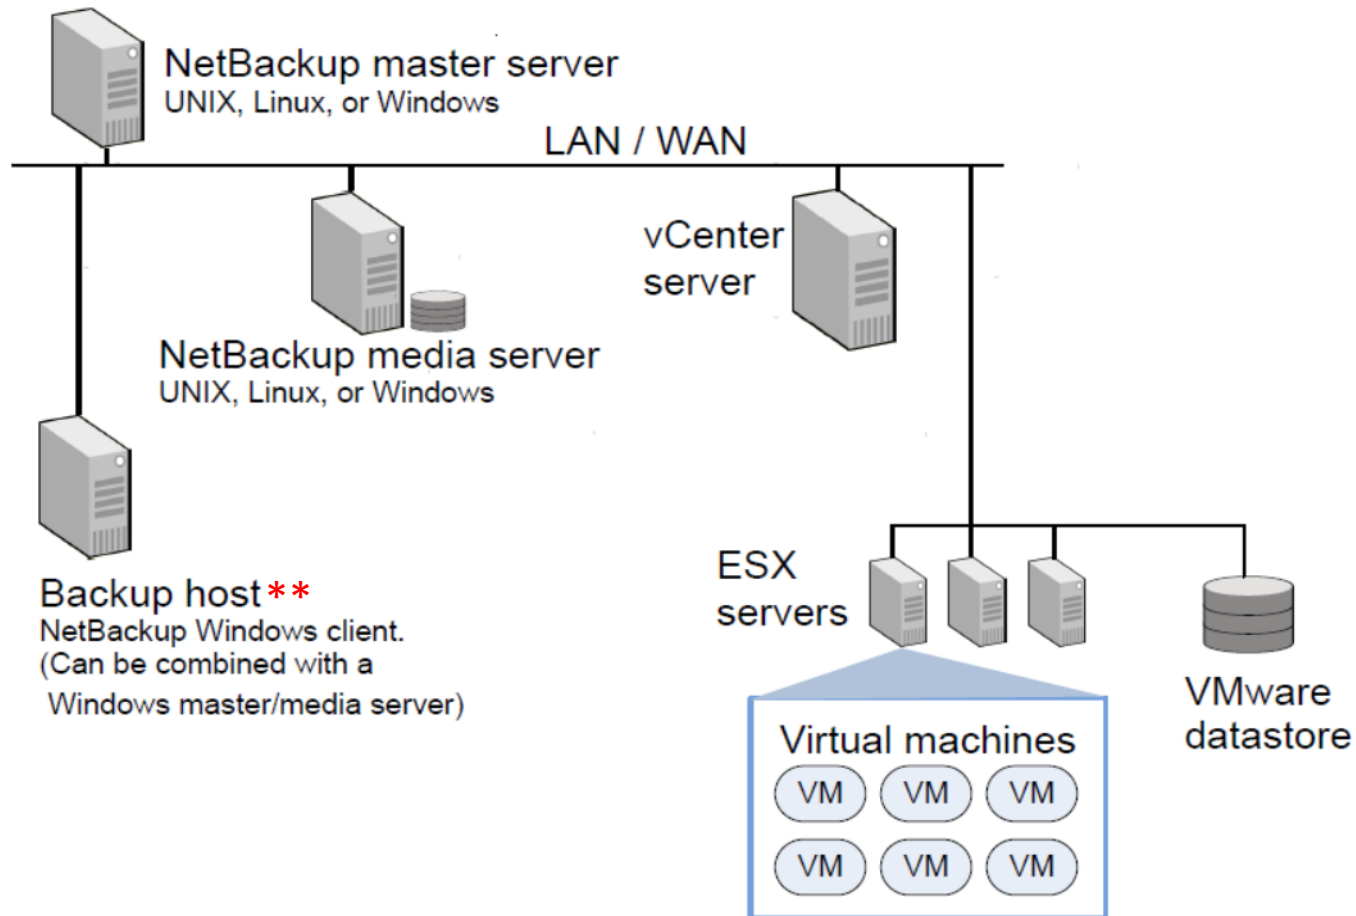 NetBackup master server
UNIX, Linux, or Windows
LAN / WAN
vCenter
server
NetBackup media server
UNIX, Linux, or Windows
Backup host**
NetBackup Windows client.
(Can be combined with a
Windows master/media server)
ESX
servers
VMware
datastore
Virtual machines
VM VM VM
VM VM VM